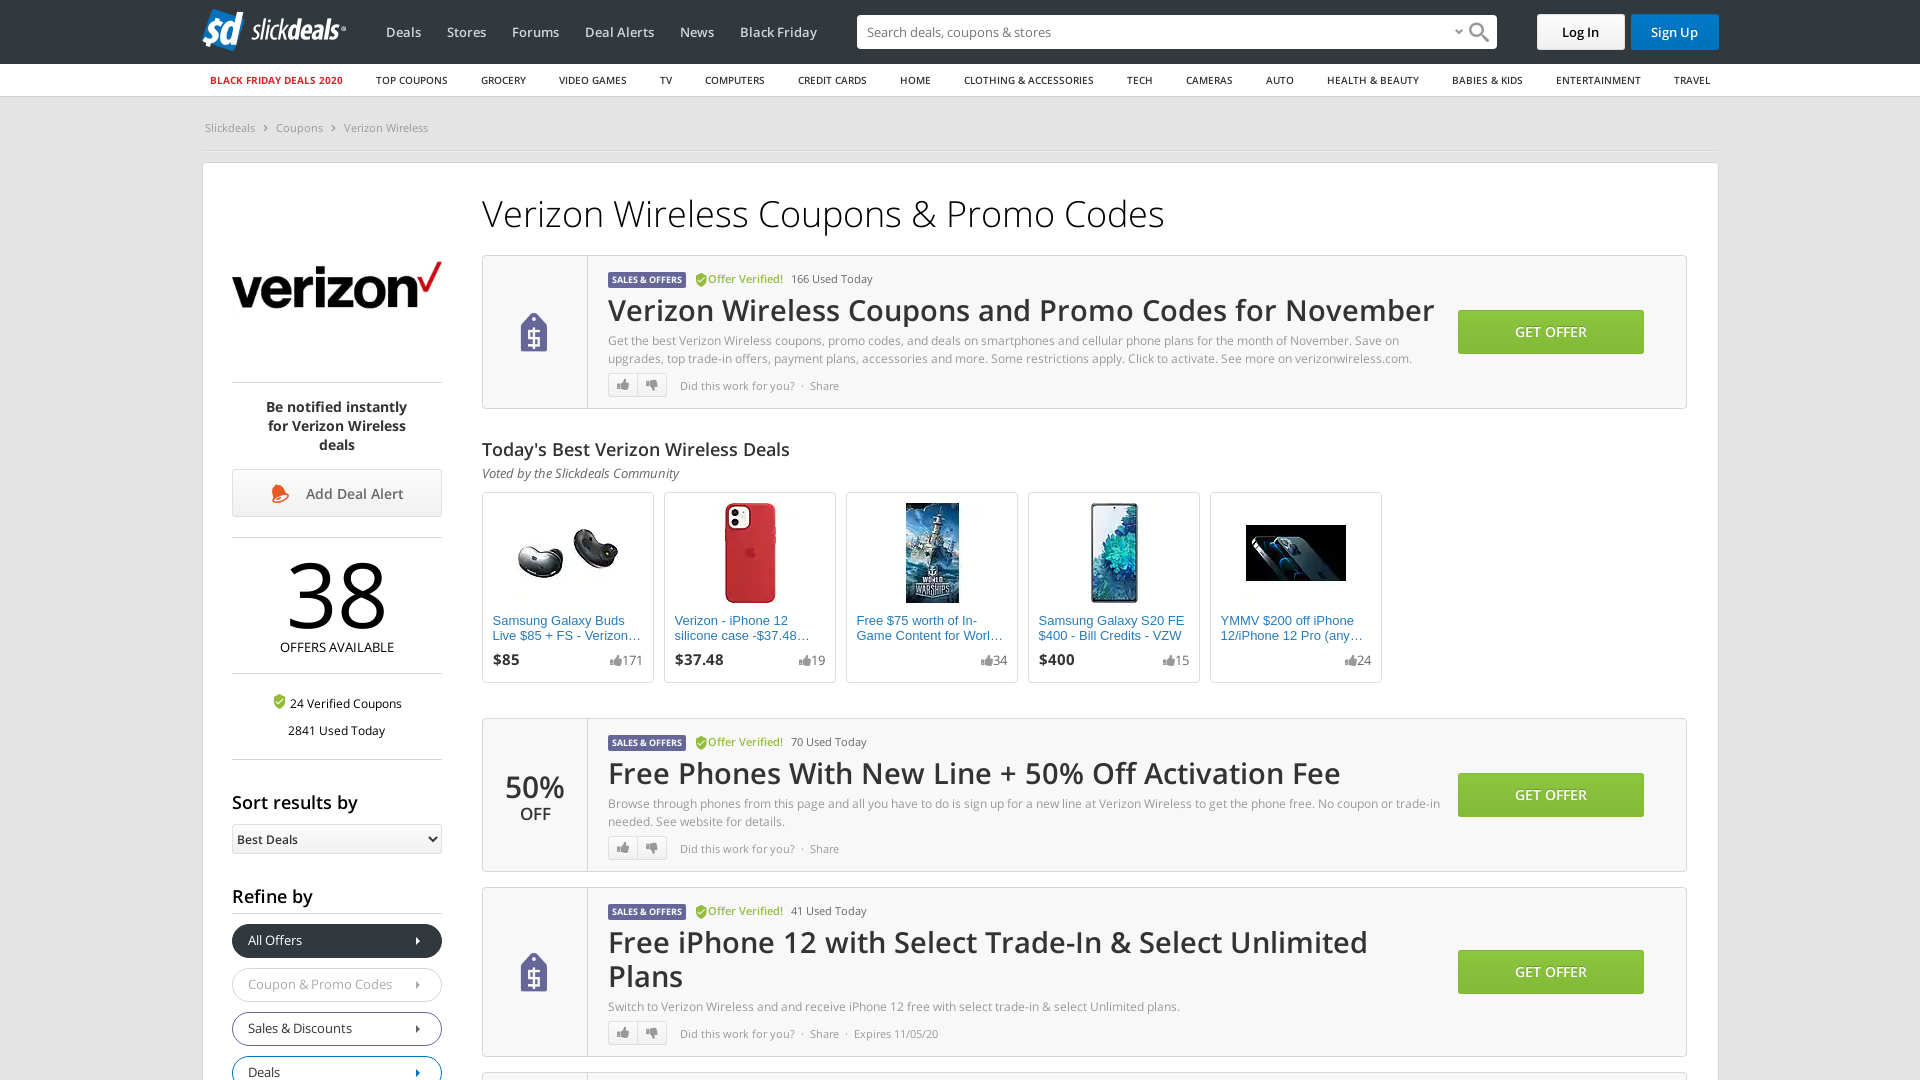 sd slickdeals
Deals
Stores
Forums
Deal Alerts
News
Black Friday
Search deals, coupons & stores
Log In
Sign Up
BLACK FRIDAY DEALS 2020
TOP COUPONS
GROCERY
VIDEO GAMES
TV
COMPUTERS
CREDIT CARDS
HOME
CLOTHING & ACCESSORIES
TECH
CAMERAS
AUTO
HEALTH & BEAUTY
BABIES & KIDS
ENTERTAINMENT
TRAVEL
Slickdeals
Coupons
Verizon Wireless
verizon
Be notified instantly
for Verizon Wireless
deals
Add Deal Alert
38
OFFERS AVAILABLE
24 Verified Coupons
2841 Used Today
Sort results by
Best Deals
Refine by
All Offers
Coupon & Promo Codes
Sales & Discounts
Deals
Verizon Wireless Coupons & Promo Codes
SALES & OFFERS
Offer Verified!
166 Used Today
Verizon Wireless Coupons and Promo Codes for November
Get the best Verizon Wireless coupons, promo codes, and deals on smartphones and cellular phone plans for the month of November. Save on
upgrades, top trade-in offers, payment plans, accessories and more. Some restrictions apply. Click to activate. See more on verizonwireless.com.
Did this work for you? · Share
GET OFFER
Today's Best Verizon Wireless Deals
Voted by the Slickdeals Community
Samsung Galaxy Buds
Live $85 + FS - Verizon…
$85
171
Verizon - iPhone 12
silicone case -$37.48…
$37.48
19
WORLD OF
WARSHIPS
Free $75 worth of In-
Game Content for Worl…
34
Samsung Galaxy S20 FE
$400 - Bill Credits - VZW
$400
15
YMMV $200 off iPhone
12/iPhone 12 Pro (any…
24
50%
OFF
SALES & OFFERS
Offer Verified!
70 Used Today
Free Phones With New Line + 50% Off Activation Fee
Browse through phones from this page and all you have to do is sign up for a new line at Verizon Wireless to get the phone free. No coupon or trade-in
needed. See website for details.
Did this work for you? · Share
GET OFFER
SALES & OFFERS
Offer Verified!
41 Used Today
Free iPhone 12 with Select Trade-In & Select Unlimited
Plans
Switch to Verizon Wireless and and receive iPhone 12 free with select trade-in & select Unlimited plans.
Did this work for you? · Share · Expires 11/05/20
GET OFFER